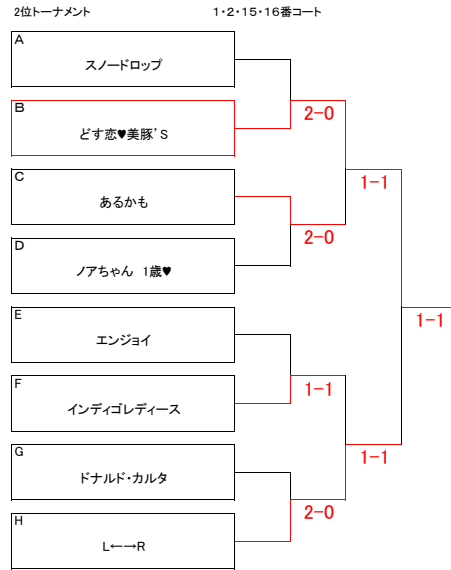 2位トーナメント
1・2・15・16番コート
A
スノードロップ
B
どす恋♥美豚’S
2-0
C
あるかも
1-1
D
ノアちゃん 1歳♥
2-0
E
エンジョイ
1-1
F
インディゴレディース
1-1
G
ドナルド・カルタ
1-1
H
L←→R
2-0